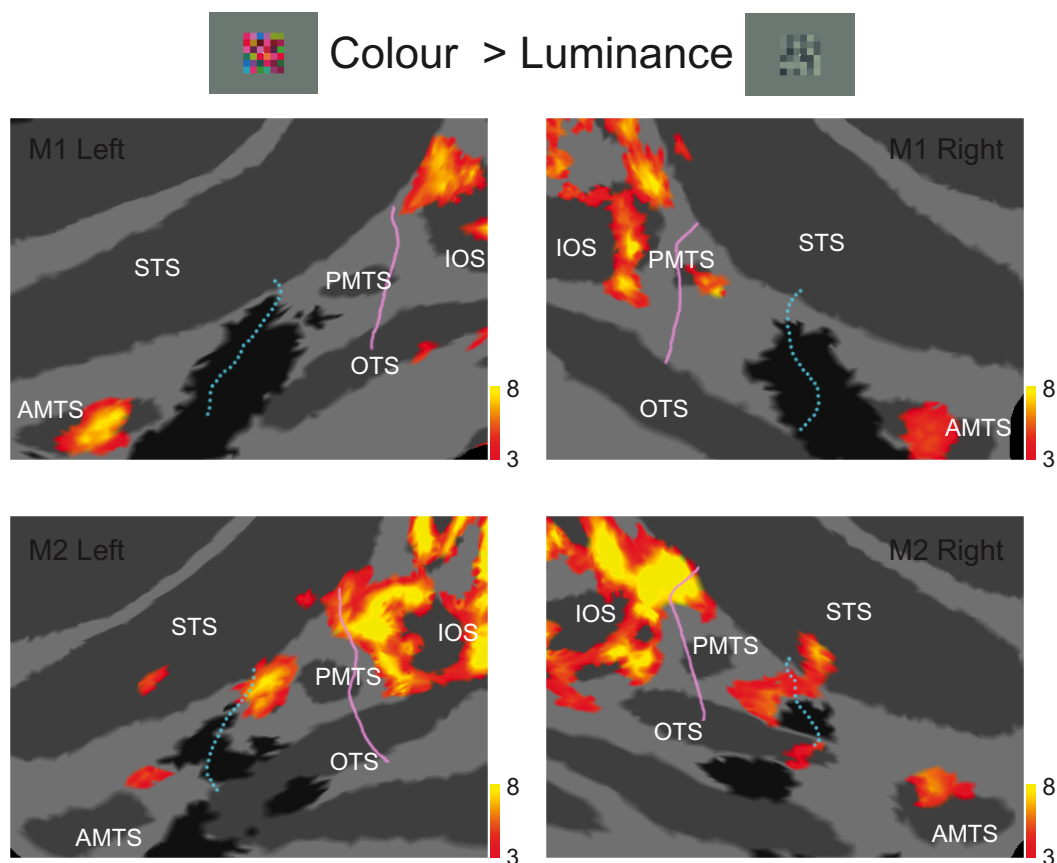 Colour > Luminance
M1 Left
STS
PMTS
IOS
OTS
AMTS
8
3
M1 Right
IOS
PMTS
STS
OTS
AMTS
8
3
M2 Left
STS
IOS
PMTS
OTS
AMTS
8
3
M2 Right
IOS
STS
PMTS
OTS
AMTS
8
3